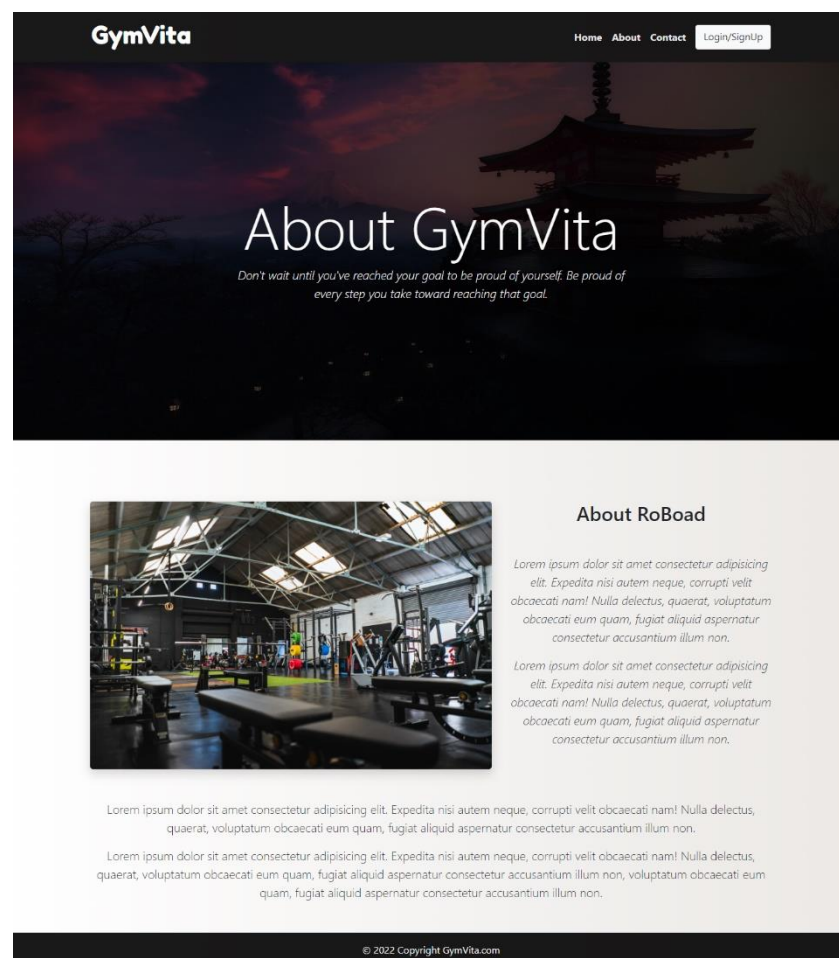 GymVita
Home About Contact Login/SignUp
About GymVita
Don't wait until you've reached your goal to be proud of yourself. Be proud of
every step you take toward reaching that goal.
About RoBoad
Lorem ipsum dolor sit amet consectetur adipisicing
elit. Expedita nisi autem neque, corrupti velit
obcaecati nam! Nulla delectus, quaerat, voluptatum
obcaecati eum quam, fugiat aliquid aspernatur
consectetur accusantium illum non.
Lorem ipsum dolor sit amet consectetur adipisicing
elit. Expedita nisi autem neque, corrupti velit
obcaecati nam! Nulla delectus, quaerat, voluptatum
obcaecati eum quam, fugiat aliquid aspernatur
consectetur accusantium illum non.
Lorem ipsum dolor sit amet consectetur adipisicing elit. Expedita nisi autem neque, corrupti velit obcaecati nam! Nulla delectus,
quaerat, voluptatum obcaecati eum quam, fugiat aliquid aspernatur consectetur accusantium illum non.
Lorem ipsum dolor sit amet consectetur adipisicing elit. Expedita nisi autem neque, corrupti velit obcaecati nam! Nulla delectus,
quaerat, voluptatum obcaecati eum quam, fugiat aliquid aspernatur consectetur accusantium illum non, voluptatum obcaecati eum
quam, fugiat aliquid aspernatur consectetur accusantium illum non.
© 2022 Copyright GymVita.com